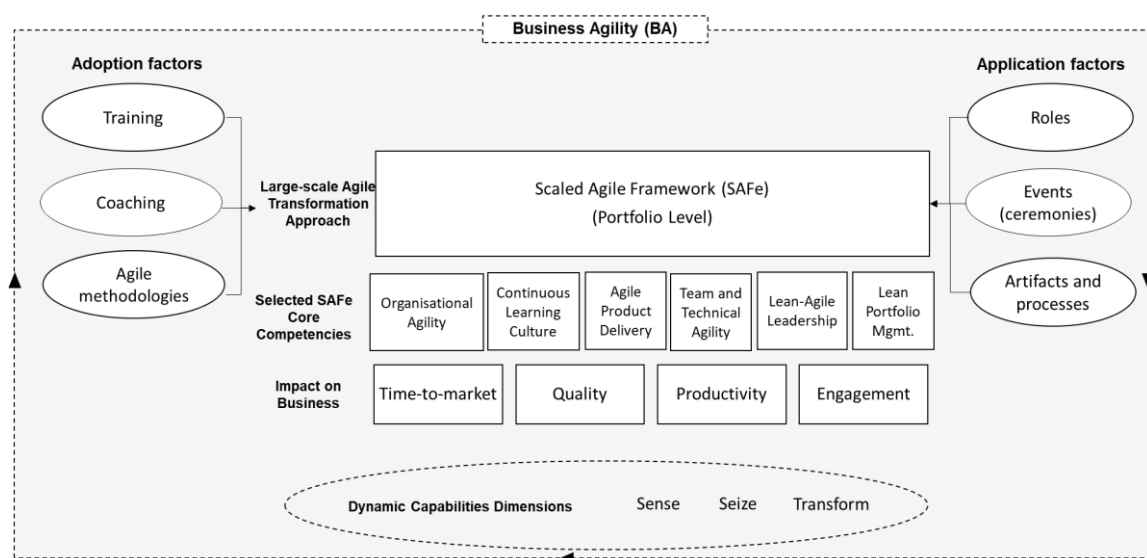 Business Agility (BA)
Adoption factors
Training
Coaching
Agile
methodologies
Large-scale Agile
Transformation
Approach
Scaled Agile Framework (SAFe)
(Portfolio Level)
Application factors
Roles
Events
(ceremonies)
Artifacts and
processes
Selected SAFe
Core
Competencies
Organisational
Agility
Continuous
Learning
Culture
Agile
Product
Delivery
Team and
Technical
Agility
Lean-Agile
Leadership
Lean
Portfolio
Mgmt.
Impact on
Business
Time-to-market
Quality
Productivity
Engagement
Dynamic Capabilities Dimensions
Sense
Seize
Transform